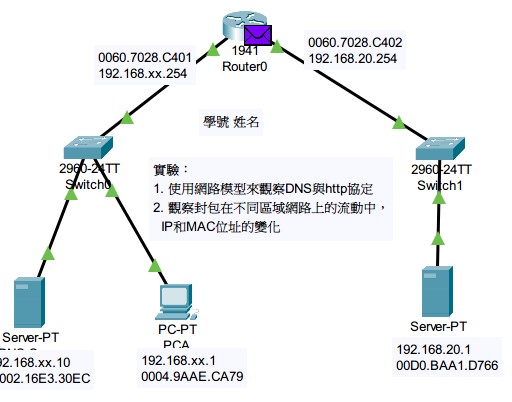 1941
Router0
0060.7028.C401
192.168.xx.254
0060.7028.C402
192.168.20.254
學號 姓名
2960-24TT
Switch0
2960-24TT
Switch1
實驗：
1. 使用網路模型來觀察DNS與http協定
2. 觀察封包在不同區域網路上的流動中，
IP和MAC位址的變化
Server-PT
92.168.xx.10
002.16E3.30EC
PC-PT
PCA
192.168.xx.1
0004.9AAE.CA79
Server-PT
192.168.20.1
00D0.BAA1.D766